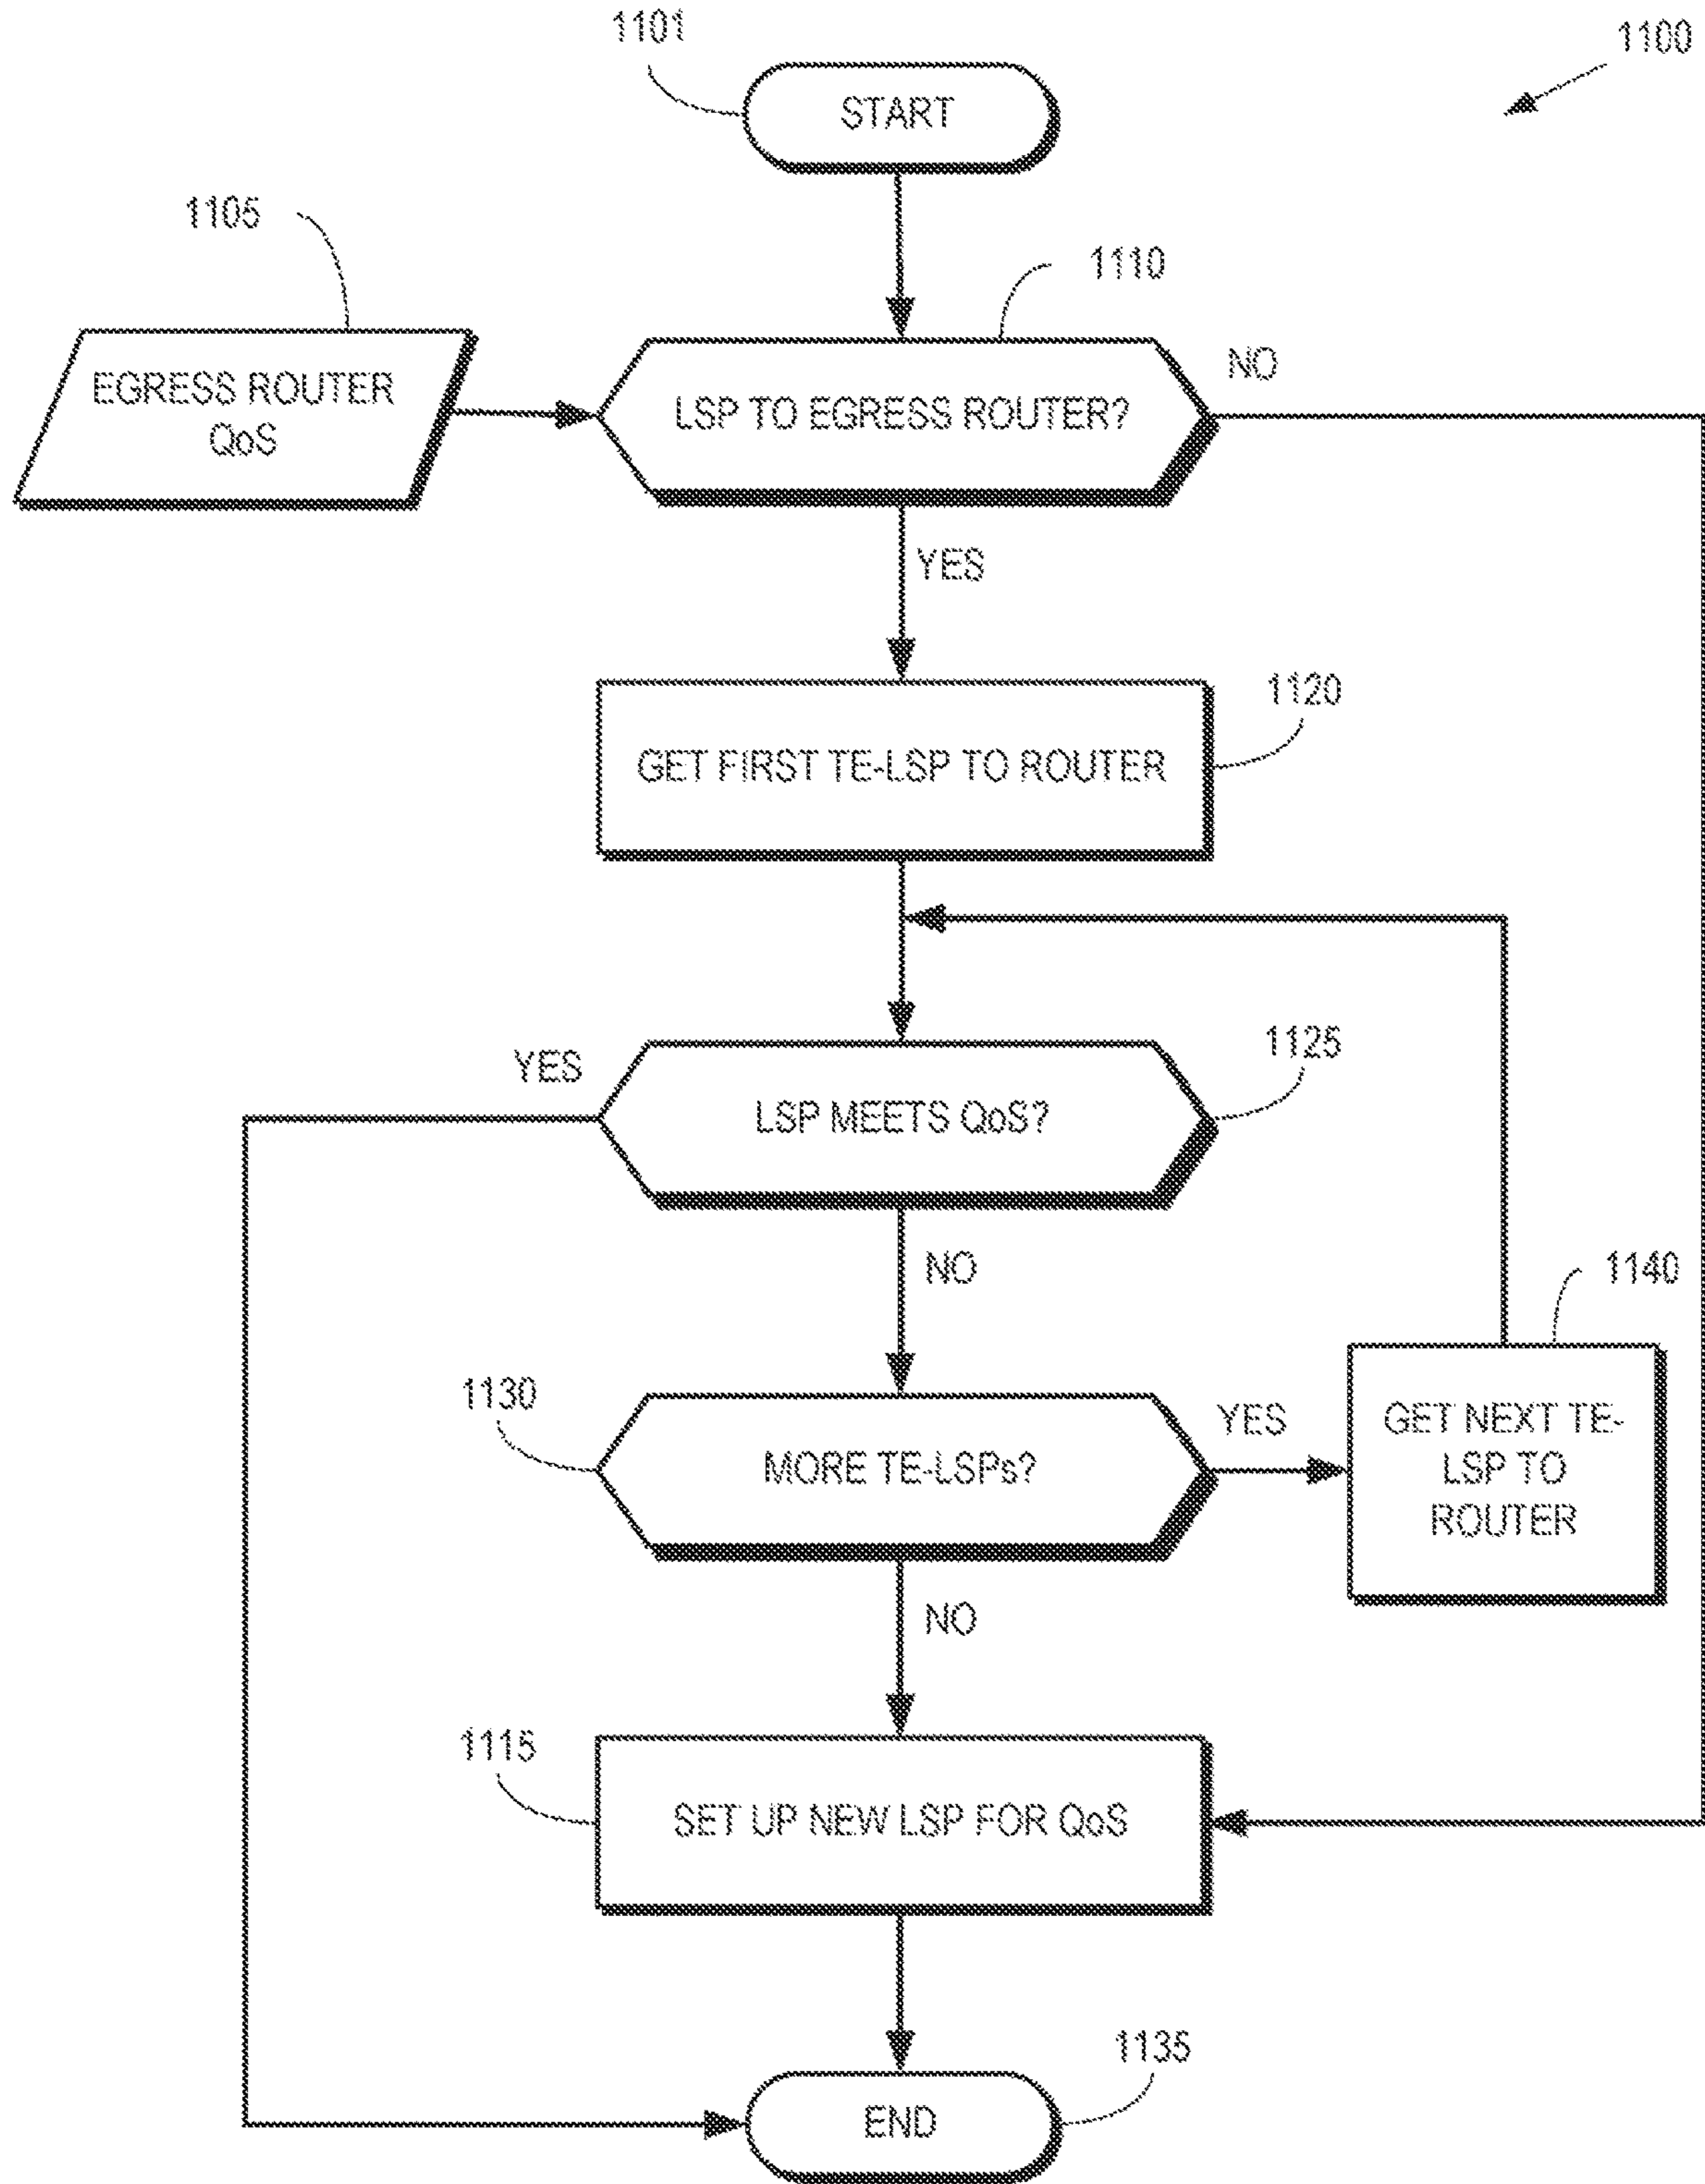 1101
1100
START
1105
1110
EGRESS ROUTER
QoS
LSP TO EGRESS ROUTER?
NO
YES
1120
GET FIRST TE-LSP TO ROUTER
YES
1125
LSP MEETS QoS?
NO
1140
1130
MORE TE-LSPs?
YES
GET NEXT TE-
LSP TO
ROUTER
NO
1115
SET UP NEW LSP FOR QoS
1135
END